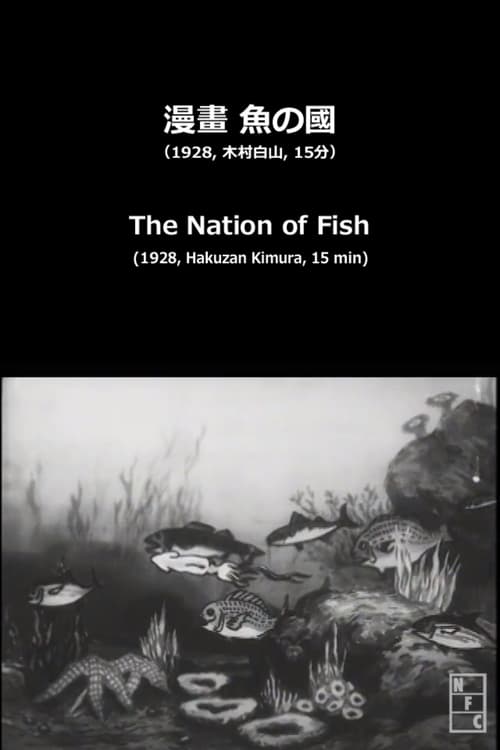 漫畫 魚の國
（1928, 木村白山, 15分）
The Nation of Fish
(1928, Hakuzan Kimura, 15 min)
N
F
C